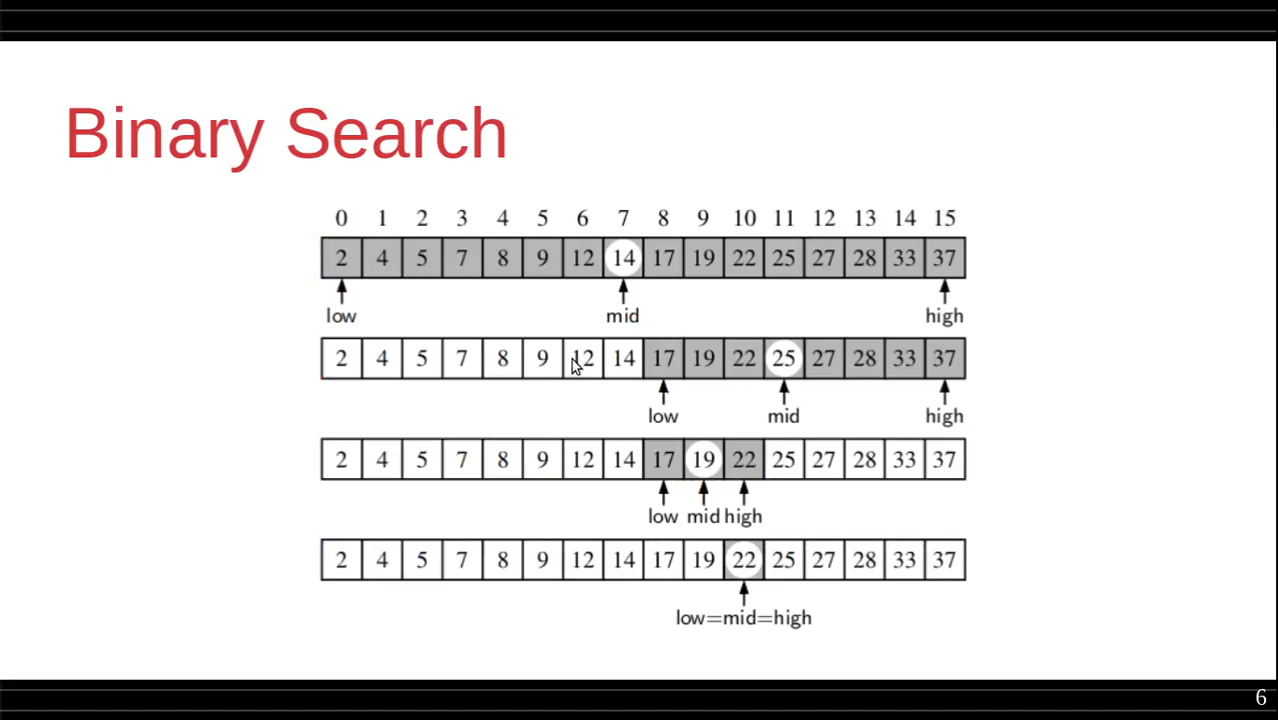 Binary Search
0 1 2 3 4 5 6 7 8 9 10 11 12 13 14 15
2 4 5 7 8 9 12 14 17 19 22 25 27 28 33 37
low mid high
2 4 5 7 8 9 12 14 17 19 22 25 27 28 33 37
low mid high
2 4 5 7 8 9 12 14 17 19 22 25 27 28 33 37
low mid high
2 4 5 7 8 9 12 14 17 19 22 25 27 28 33 37
low=mid=high
6